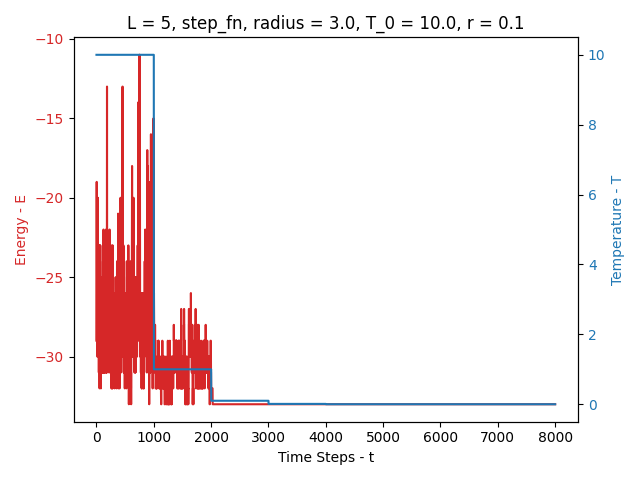 L = 5, step_fn, radius = 3.0, T_0 = 10.0, r = 0.1
−10
−15
−20
−25
−30
Energy - E
10
8
6
4
2
0
Temperature - T
0 1000 2000 3000 4000 5000 6000 7000 8000
Time Steps - t